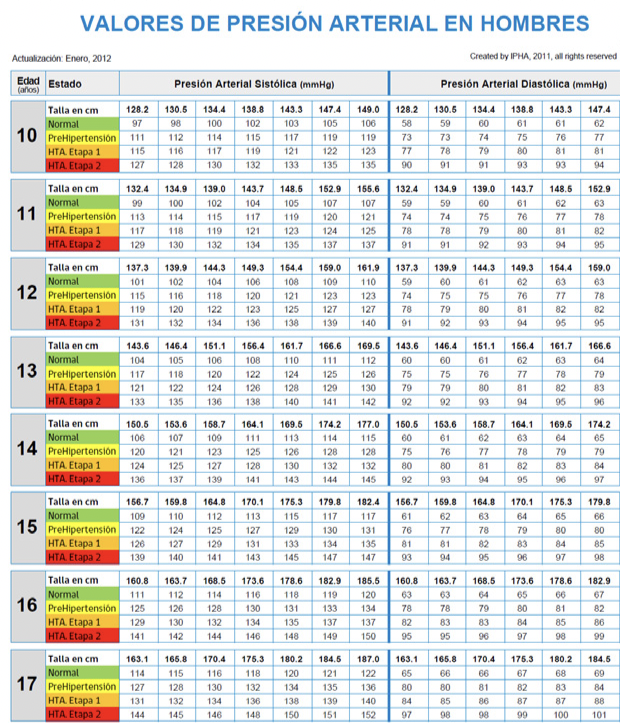 VALORES DE PRESIÓN ARTERIAL EN HOMBRES
Actualización: Enero, 2012 Created by IPHA, 2011, all rights reserved
Edad (años) Estado Presión Arterial Sistólica (mmHg) Presión Arterial Diastólica (mmHg)
10
Talla en cm 128.2 130.5 134.4 138.8 143.3 147.4 149.0 128.2 130.5 134.4 138.8 143.3 147.4
Normal 97 98 100 102 103 105 106 58 59 60 61 61 62
PreHipertensión 111 112 114 115 117 119 119 73 73 74 75 76 77
HTA. Etapa 1 115 116 117 119 121 122 123 77 78 79 80 81 81
HTA. Etapa 2 127 128 130 132 133 135 135 90 91 91 93 93 94
11
Talla en cm 132.4 134.9 139.0 143.7 148.5 152.9 155.6 132.4 134.9 139.0 143.7 148.5 152.9
Normal 99 100 102 104 105 107 107 59 59 60 61 62 63
PreHipertensión 113 114 115 117 119 120 121 74 74 75 76 77 78
HTA. Etapa 1 117 118 119 121 123 124 125 78 78 79 80 81 82
HTA. Etapa 2 129 130 132 134 135 137 137 91 91 92 93 94 95
12
Talla en cm 137.3 139.9 144.3 149.3 154.4 159.0 161.9 137.3 139.9 144.3 149.3 154.4 159.0
Normal 101 102 104 106 108 109 110 59 60 61 62 63 63
PreHipertensión 115 116 118 120 121 123 123 74 75 75 76 77 78
HTA. Etapa 1 119 120 122 123 125 127 127 78 79 80 81 82 82
HTA. Etapa 2 131 132 134 136 138 139 140 91 92 93 94 95 95
13
Talla en cm 143.6 146.4 151.1 156.4 161.7 166.6 169.5 143.6 146.4 151.1 156.4 161.7 166.6
Normal 104 105 106 108 110 111 112 60 60 61 62 63 64
PreHipertensión 117 118 120 122 124 125 126 75 75 76 77 78 79
HTA. Etapa 1 121 122 124 126 128 129 130 79 79 80 81 82 83
HTA. Etapa 2 133 135 136 138 140 141 142 92 92 93 94 95 96
14
Talla en cm 150.5 153.6 158.7 164.1 169.5 174.2 177.0 150.5 153.6 158.7 164.1 169.5 174.2
Normal 106 107 109 111 113 114 115 60 61 62 63 64 65
PreHipertensión 120 121 123 125 126 128 128 75 76 77 78 79 79
HTA. Etapa 1 124 125 127 128 130 132 132 80 80 81 82 83 84
HTA. Etapa 2 136 137 139 141 143 144 145 92 93 94 95 96 97
15
Talla en cm 156.7 159.8 164.8 170.1 175.3 179.8 182.4 156.7 159.8 164.8 170.1 175.3 179.8
Normal 109 110 112 113 115 117 117 61 62 63 64 65 66
PreHipertensión 122 124 125 127 129 130 131 76 77 78 79 80 80
HTA. Etapa 1 126 127 129 131 133 134 135 81 81 82 83 84 85
HTA. Etapa 2 139 140 141 143 145 147 147 93 94 95 96 97 98
16
Talla en cm 160.8 163.7 168.5 173.6 178.6 182.9 185.5 160.8 163.7 168.5 173.6 178.6 182.9
Normal 111 112 114 116 118 119 120 63 63 64 65 66 67
PreHipertensión 125 126 128 130 131 133 134 78 78 79 80 81 82
HTA. Etapa 1 129 130 132 134 135 137 137 82 83 83 84 85 86
HTA. Etapa 2 141 142 144 146 148 149 150 95 95 96 97 98 99
17
Talla en cm 163.1 165.8 170.4 175.3 180.2 184.5 187.0 163.1 165.8 170.4 175.3 180.2 184.5
Normal 114 115 116 118 120 121 122 65 66 66 67 68 69
PreHipertensión 127 128 130 132 134 135 136 80 80 81 82 83 84
HTA. Etapa 1 131 132 134 136 138 139 140 84 85 86 87 87 88
HTA. Etapa 2 144 145 146 148 150 151 152 97 98 98 99 100 101